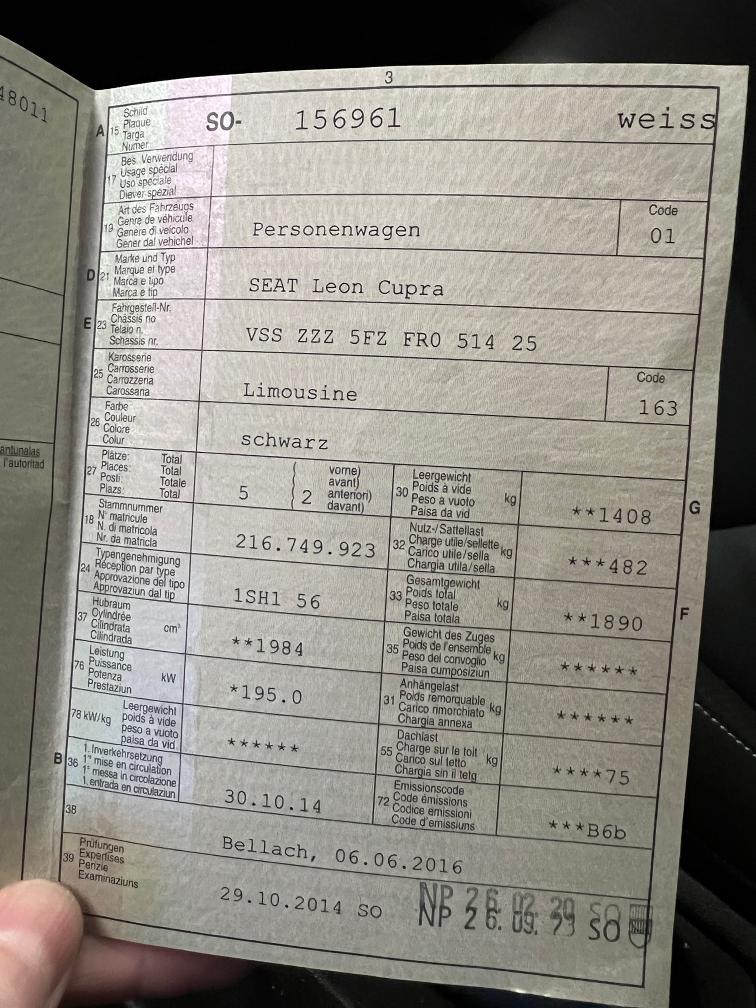 48011
antunalas
l'autoritad
3
A 15 Schild
Plaque
Targa
Numer
SO- 156961 weiss
17 Bes. Verwendung
Usage spécial
Uso speciale
Diever spezial
19 Art des Fahrzeugs
Genre de véhicule
Genere di veicolo
Gener dal vehichel
Personenwagen
Code
01
D 21 Marke und Typ
Marque et type
Marca e tipo
Marca e tip
SEAT Leon Cupra
E 23 Fahrgestell-Nr.
Châssis no
Telaio n.
Schassis nr.
VSS ZZZ 5FZ FR0 514 25
25 Karosserie
Carrosserie
Carrozzeria
Carossaria
Limousine
Code
163
26 Farbe
Couleur
Colore
Colur
schwarz
27 Plätze: Total
Places: Total
Posti: Totale
Plazs: Total
5 2 vorne)
avant)
anteriori)
davant)
30 Leergewicht
Poids à vide kg
Peso a vuoto
Paisa da vid
**1408
G
18 Stammnummer
N° matricule
N. di matricola
Nr. da matricla
216.749.923
32 Nutz-/Sattellast
Charge utile/sellette kg
Carico utile/sella
Chargia utila/sella
***482
24 Typengenehmigung
Réception par type
Approvazione del tipo
Approvaziun dal tip
1SH1 56
33 Gesamtgewicht
Poids total kg
Peso totale
Paisa totala
**1890
F
37 Hubraum
Cylindrée cm³
Cilindrata
Cilindrada
**1984
35 Gewicht des Zuges
Poids de l'ensemble kg
Peso del convoglio
Paisa cumposiziun
******
76 Leistung
Puissance kW
Potenza
Prestaziun
*195.0
31 Anhängelast
Poids remorquable kg
Carico rimorchiato
Chargia annexa
******
78 kW/kg Leergewicht
poids à vide
peso a vuoto
paisa da vid
******
55 Dachlast
Charge sur le toit kg
Carico sul tetto
Chargia sin il tetg
****75
B 36 1. Inverkehrsetzung
1re mise en circulation
1a messa in circolazione
1. entrada en circulaziun
30.10.14
72 Emissionscode
Code émissions
Codice emissioni
Code d'emissiuns
***B6b
38
Bellach, 06.06.2016
39 Prüfungen
Expertises
Perizie
Examinaziuns
29.10.2014 SO
NP 26. 02. 20 SO
NP 26. 09. 23 SO